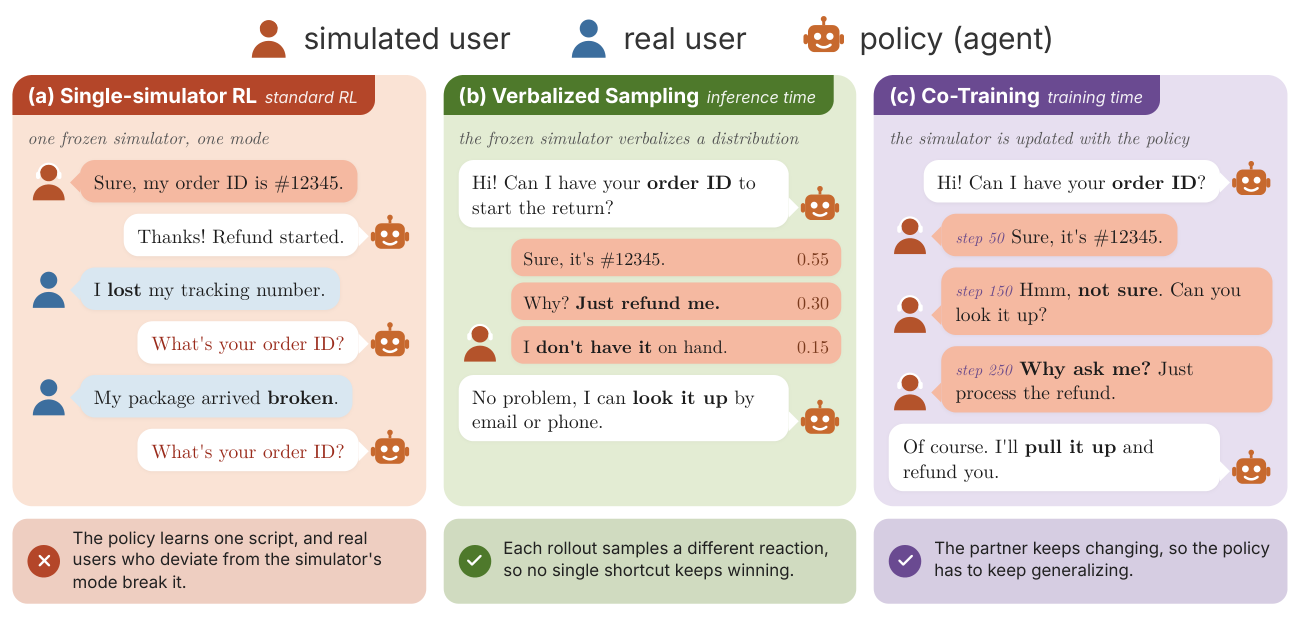 simulated user
real user
policy (agent)
(a) Single-simulator RL standard RL
one frozen simulator, one mode
Sure, my order ID is #12345.
Thanks! Refund started.
I lost my tracking number.
What's your order ID?
My package arrived broken.
What's your order ID?
The policy learns one script, and real
users who deviate from the simulator's
mode break it.
(b) Verbalized Sampling inference time
the frozen simulator verbalizes a distribution
Hi! Can I have your order ID to
start the return?
Sure, it's #12345. 0.55
Why? Just refund me. 0.30
I don't have it on hand. 0.15
No problem, I can look it up by
email or phone.
Each rollout samples a different reaction,
so no single shortcut keeps winning.
(c) Co-Training training time
the simulator is updated with the policy
Hi! Can I have your order ID?
step 50 Sure, it's #12345.
step 150 Hmm, not sure. Can you
look it up?
step 250 Why ask me? Just
process the refund.
Of course. I'll pull it up and
refund you.
The partner keeps changing, so the policy
has to keep generalizing.